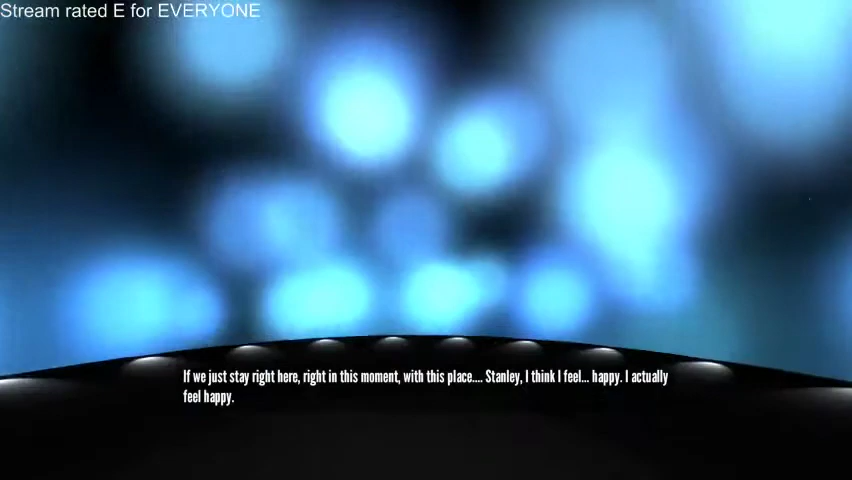 Stream rated E for EVERYONE
If we just stay right here, right in this moment, with this place.... Stanley, I think I feel... happy. I actually
feel happy.